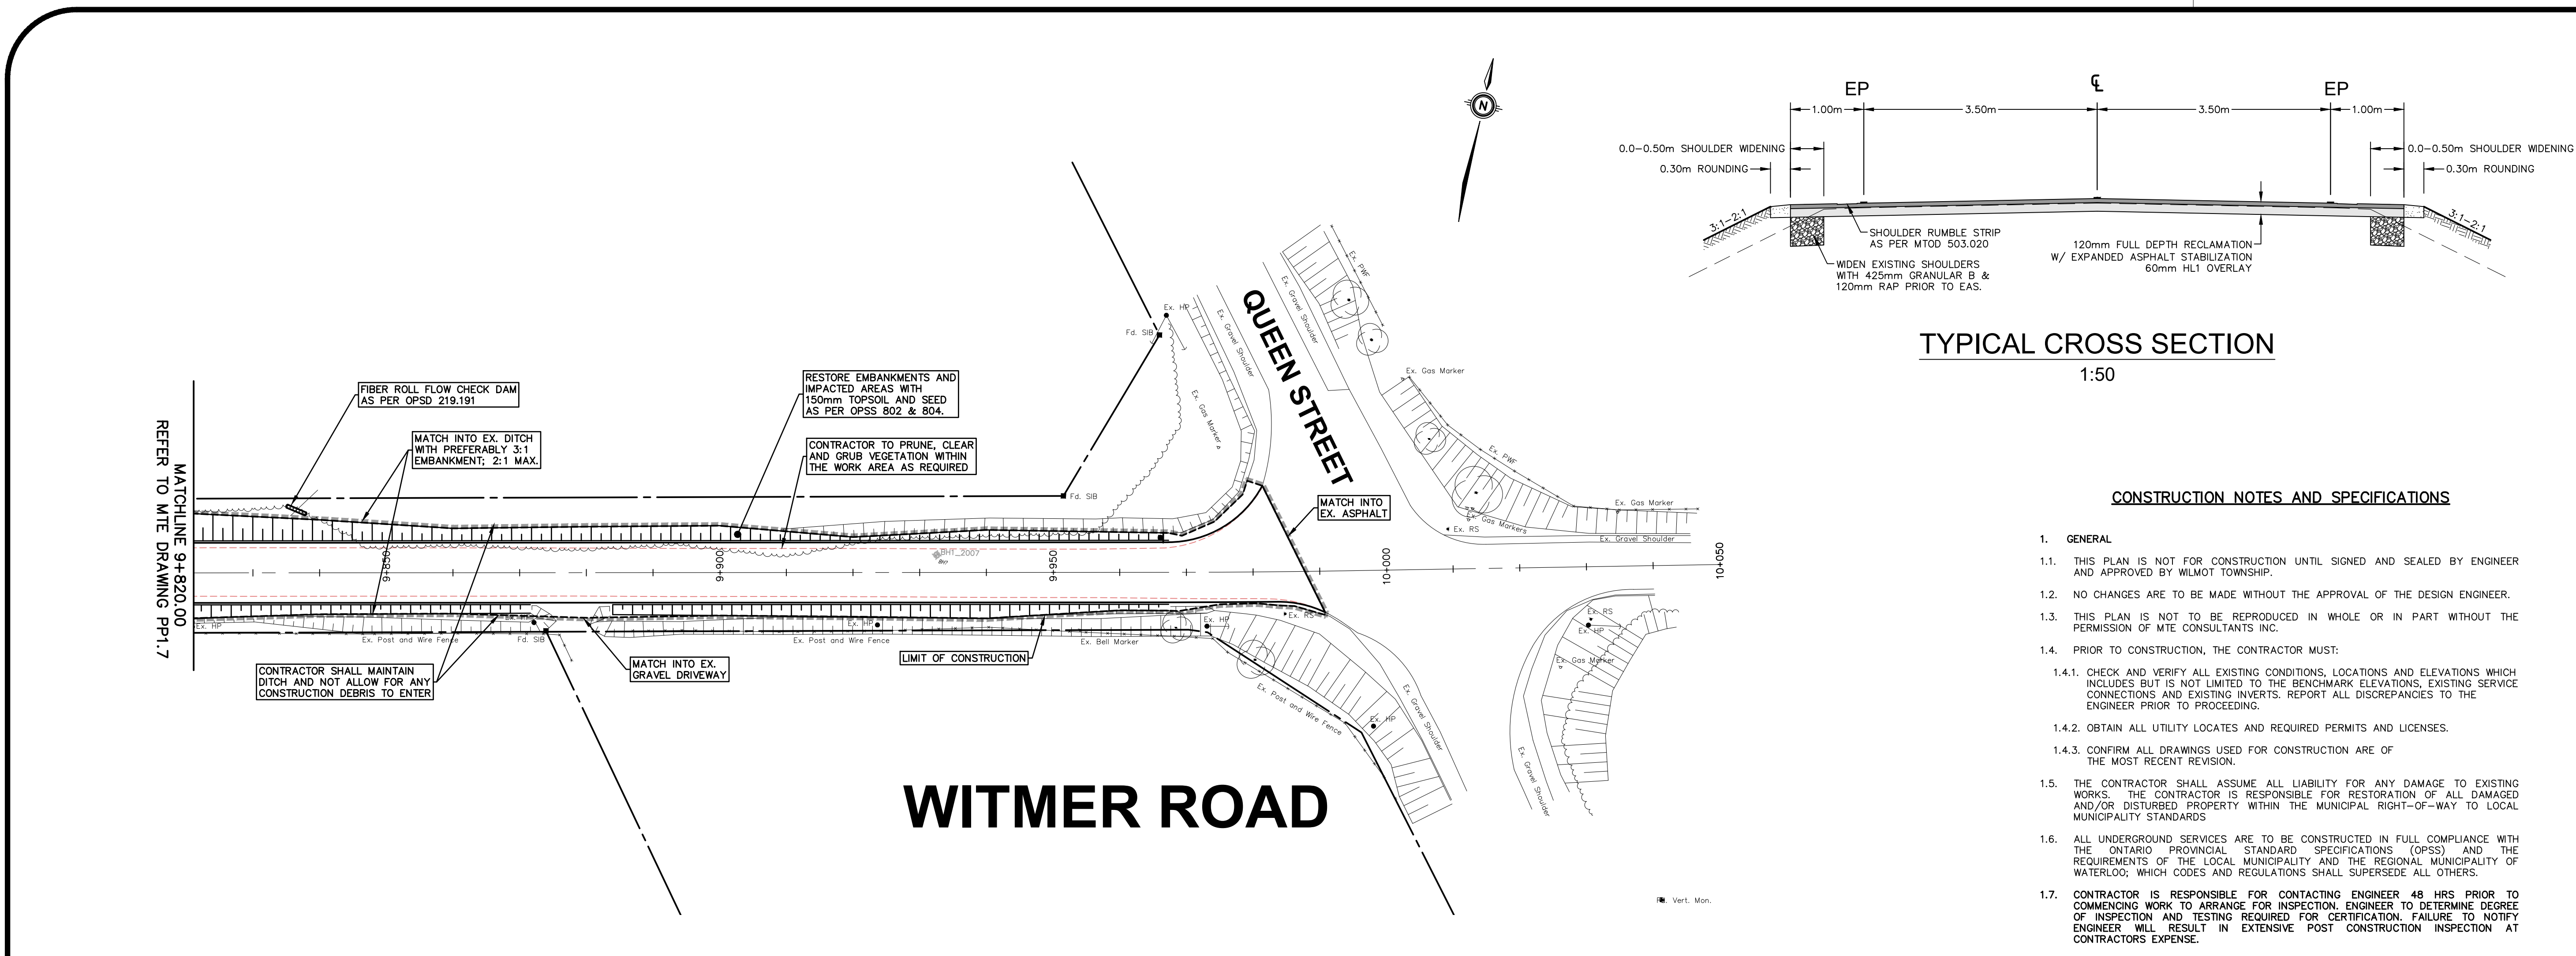 N
EP
℄
EP
1.00m
3.50m
3.50m
1.00m
0.0-0.50m SHOULDER WIDENING
0.0-0.50m SHOULDER WIDENING
0.30m ROUNDING
0.30m ROUNDING
3:1-2:1
3:1-2:1
SHOULDER RUMBLE STRIP
AS PER MTOD 503.020
WIDEN EXISTING SHOULDERS
WITH 425mm GRANULAR B &
120mm RAP PRIOR TO EAS.
120mm FULL DEPTH RECLAMATION
W/ EXPANDED ASPHALT STABILIZATION
60mm HL1 OVERLAY
TYPICAL CROSS SECTION
1:50
MATCHLINE 9+820.00
REFER TO MTE DRAWING PP1.7
FIBER ROLL FLOW CHECK DAM
AS PER OPSD 219.191
MATCH INTO EX. DITCH
WITH PREFERABLY 3:1
EMBANKMENT; 2:1 MAX.
RESTORE EMBANKMENTS AND
IMPACTED AREAS WITH
150mm TOPSOIL AND SEED
AS PER OPSS 802 & 804.
CONTRACTOR TO PRUNE, CLEAR
AND GRUB VEGETATION WITHIN
THE WORK AREA AS REQUIRED
Fd. SIB
Ex. HP
Fd. SIB
Ex. Gas Marker
Ex. Gravel Shoulder
QUEEN STREET
Ex. Gravel Shoulder
Ex. PWF
Ex. Gas Marker
Ex. PWF
Ex. Gas Markers
Ex. Gas Marker
Ex. RS
Ex. Gravel Shoulder
MATCH INTO
EX. ASPHALT
BHT_2007
9+850
9+900
9+950
10+000
10+050
Ex. HP
Ex. Post and Wire Fence
Fd. SIB
Ex. HP
Ex. Post and Wire Fence
Ex. Bell Marker
Ex. HP
Ex. RS
Ex. RS
Ex. HP
Ex. Gas Marker
CONTRACTOR SHALL MAINTAIN
DITCH AND NOT ALLOW FOR ANY
CONSTRUCTION DEBRIS TO ENTER
MATCH INTO EX.
GRAVEL DRIVEWAY
LIMIT OF CONSTRUCTION
Ex. Post and Wire Fence
Ex. HP
Ex. Gravel Shoulder
Ex. Gravel Shoulder
WITMER ROAD
Vert. Mon.
CONSTRUCTION NOTES AND SPECIFICATIONS
1. GENERAL
1.1. THIS PLAN IS NOT FOR CONSTRUCTION UNTIL SIGNED AND SEALED BY ENGINEER
AND APPROVED BY WILMOT TOWNSHIP.
1.2. NO CHANGES ARE TO BE MADE WITHOUT THE APPROVAL OF THE DESIGN ENGINEER.
1.3. THIS PLAN IS NOT TO BE REPRODUCED IN WHOLE OR IN PART WITHOUT THE
PERMISSION OF MTE CONSULTANTS INC.
1.4. PRIOR TO CONSTRUCTION, THE CONTRACTOR MUST:
1.4.1. CHECK AND VERIFY ALL EXISTING CONDITIONS, LOCATIONS AND ELEVATIONS WHICH
INCLUDES BUT IS NOT LIMITED TO THE BENCHMARK ELEVATIONS, EXISTING SERVICE
CONNECTIONS AND EXISTING INVERTS. REPORT ALL DISCREPANCIES TO THE
ENGINEER PRIOR TO PROCEEDING.
1.4.2. OBTAIN ALL UTILITY LOCATES AND REQUIRED PERMITS AND LICENSES.
1.4.3. CONFIRM ALL DRAWINGS USED FOR CONSTRUCTION ARE OF
THE MOST RECENT REVISION.
1.5. THE CONTRACTOR SHALL ASSUME ALL LIABILITY FOR ANY DAMAGE TO EXISTING
WORKS. THE CONTRACTOR IS RESPONSIBLE FOR RESTORATION OF ALL DAMAGED
AND/OR DISTURBED PROPERTY WITHIN THE MUNICIPAL RIGHT-OF-WAY TO LOCAL
MUNICIPALITY STANDARDS
1.6. ALL UNDERGROUND SERVICES ARE TO BE CONSTRUCTED IN FULL COMPLIANCE WITH
THE ONTARIO PROVINCIAL STANDARD SPECIFICATIONS (OPSS) AND THE
REQUIREMENTS OF THE LOCAL MUNICIPALITY AND THE REGIONAL MUNICIPALITY OF
WATERLOO; WHICH CODES AND REGULATIONS SHALL SUPERSEDE ALL OTHERS.
1.7. CONTRACTOR IS RESPONSIBLE FOR CONTACTING ENGINEER 48 HRS PRIOR TO
COMMENCING WORK TO ARRANGE FOR INSPECTION. ENGINEER TO DETERMINE DEGREE
OF INSPECTION AND TESTING REQUIRED FOR CERTIFICATION. FAILURE TO NOTIFY
ENGINEER WILL RESULT IN EXTENSIVE POST CONSTRUCTION INSPECTION AT
CONTRACTORS EXPENSE.